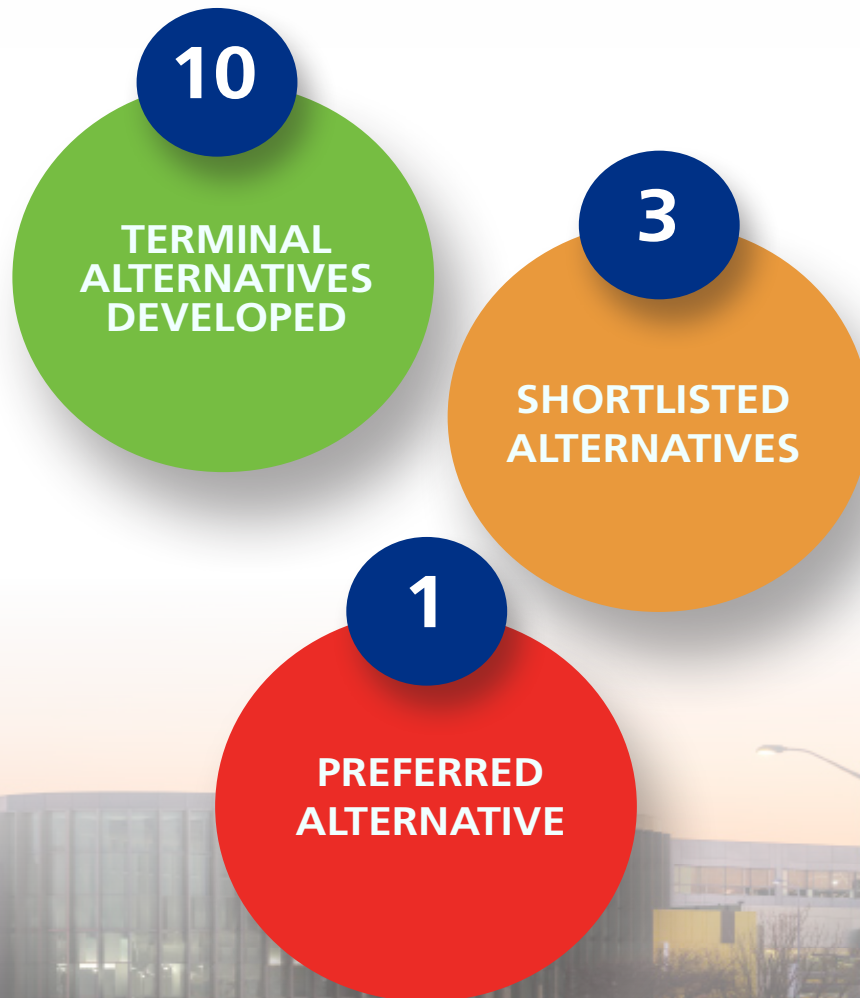 10
TERMINAL
ALTERNATIVES
DEVELOPED
3
SHORTLISTED
ALTERNATIVES
1
PREFERRED
ALTERNATIVE